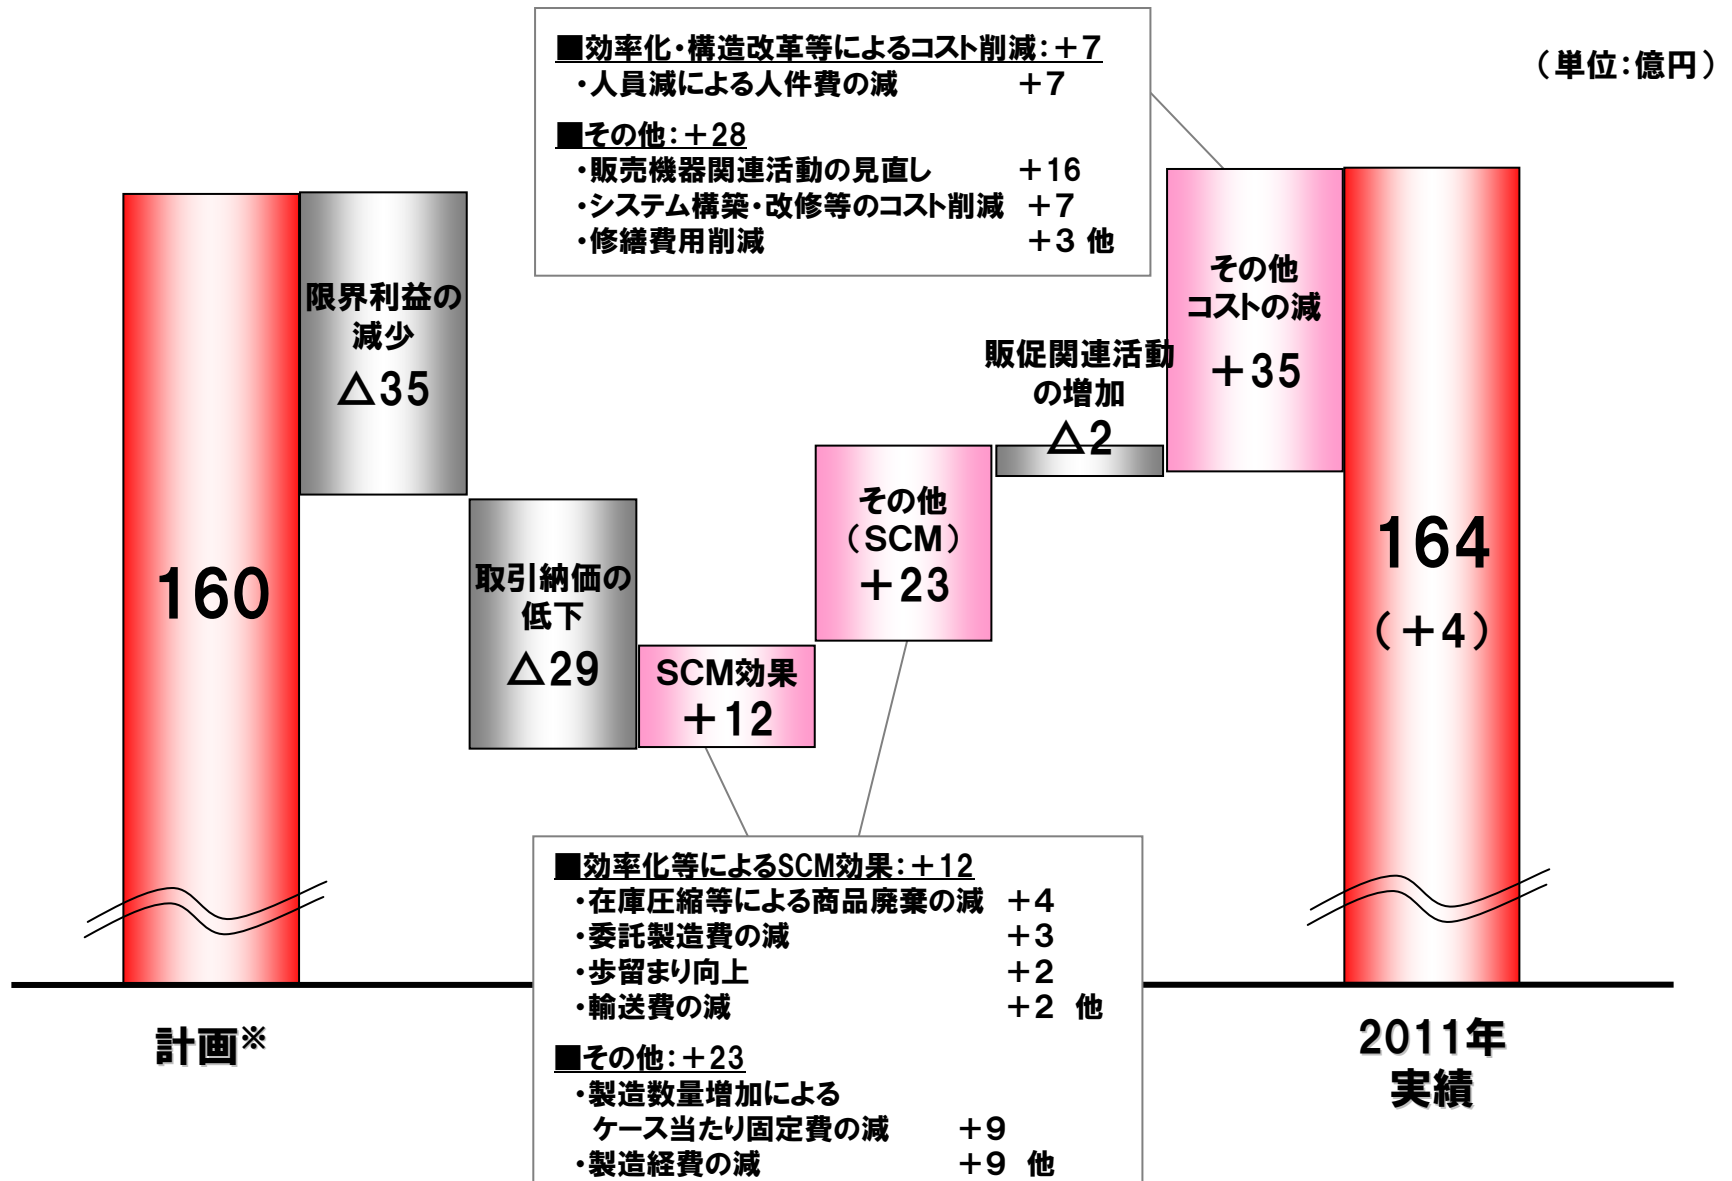 ■効率化・構造改革等によるコスト削減：＋7
・人員減による人件費の減 ＋7
■その他：＋28
・販売機器関連活動の見直し ＋16
・システム構築・改修等のコスト削減 ＋7
・修繕費用削減 ＋3 他
（単位：億円）
限界利益の
減少
△35
その他
コストの減
＋35
販促関連活動
の増加
△2
その他
（SCM）
＋23
取引納価の
低下
△29
SCM効果
＋12
160
164
（＋4）
■効率化等によるSCM効果：＋12
・在庫圧縮等による商品廃棄の減 ＋4
・委託製造費の減 ＋3
・歩留まり向上 ＋2
・輸送費の減 ＋2 他
■その他：＋23
・製造数量増加による
ケース当たり固定費の減 ＋9
・製造経費の減 ＋9 他
計画※
2011年
実績